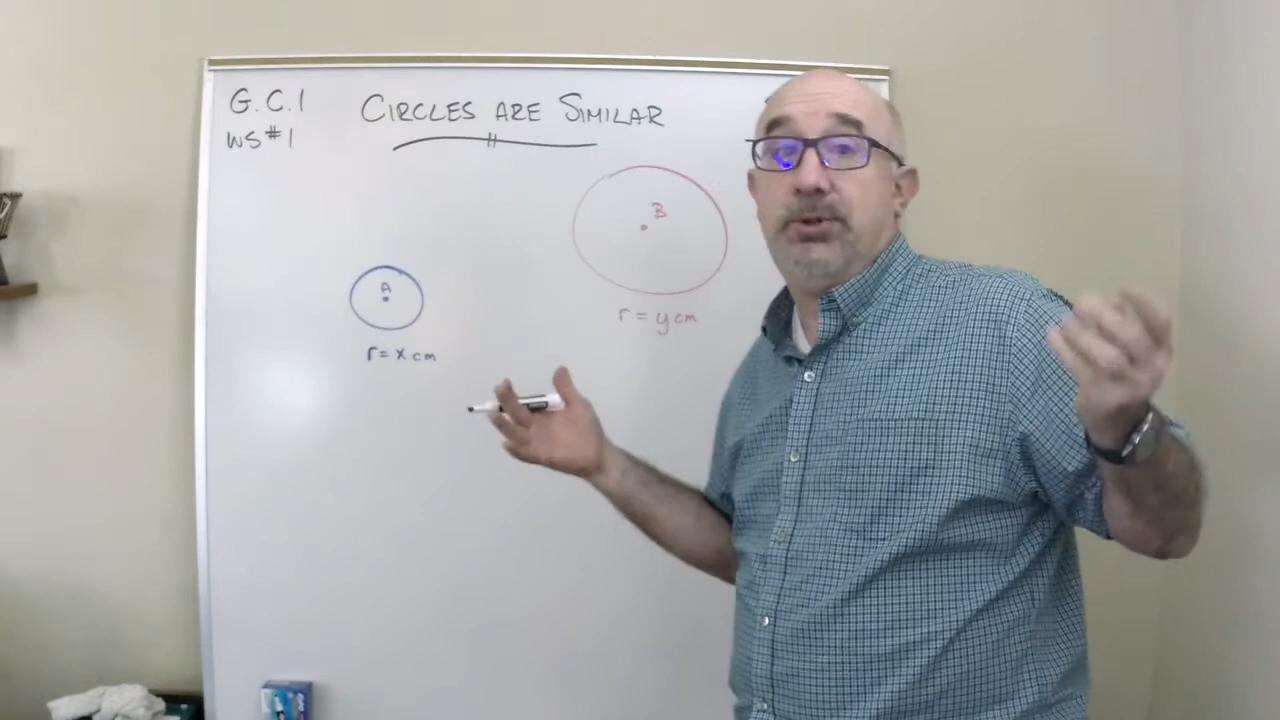 G.C.1
CIRCLES ARE SIMILAR
WS#1
B
A
r = y cm
r = x cm